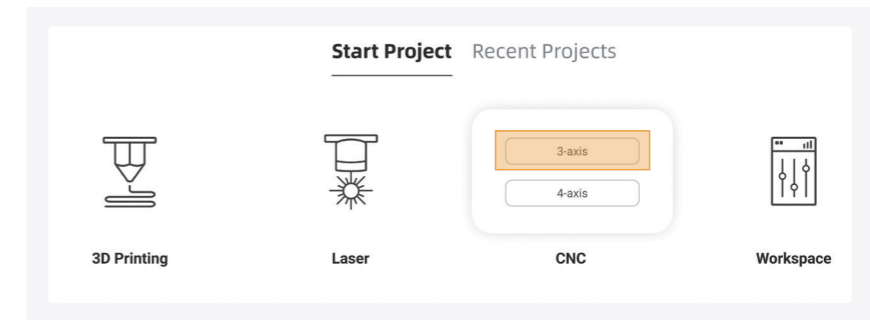 Start Project Recent Projects
3-axis
4-axis
3D Printing Laser CNC Workspace